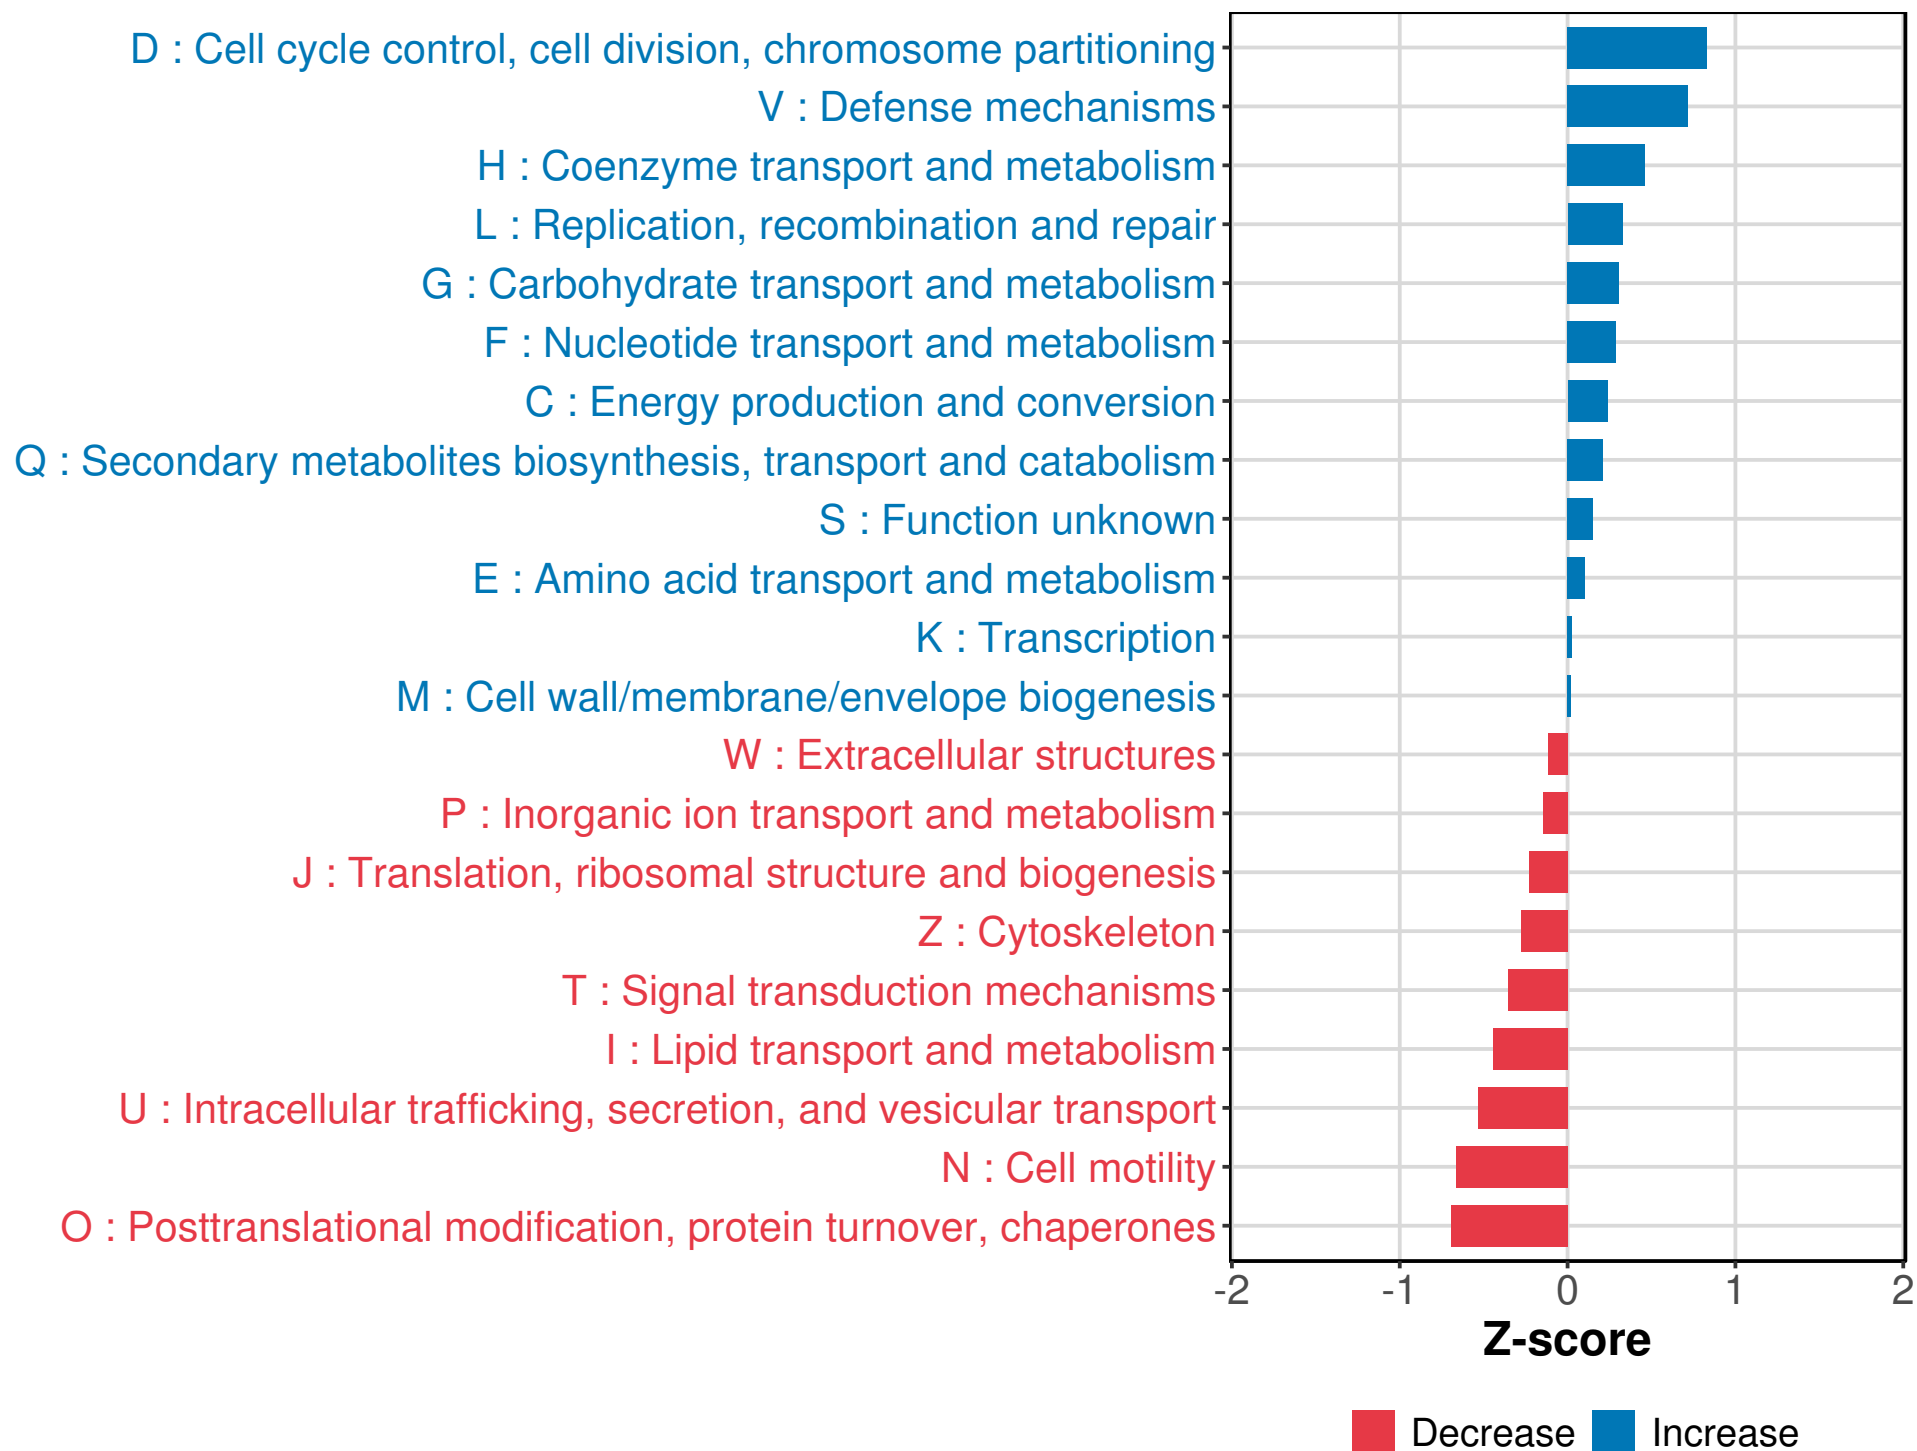 D : Cell cycle control, cell division, chromosome partitioning
V : Defense mechanisms
H : Coenzyme transport and metabolism
L : Replication, recombination and repair
G : Carbohydrate transport and metabolism
F : Nucleotide transport and metabolism
C : Energy production and conversion
Q : Secondary metabolites biosynthesis, transport and catabolism
S : Function unknown
E : Amino acid transport and metabolism
K : Transcription
M : Cell wall/membrane/envelope biogenesis
W : Extracellular structures
P : Inorganic ion transport and metabolism
J : Translation, ribosomal structure and biogenesis
Z : Cytoskeleton
T : Signal transduction mechanisms
I : Lipid transport and metabolism
U : Intracellular trafficking, secretion, and vesicular transport
N : Cell motility
O : Posttranslational modification, protein turnover, chaperones
-2 -1 0 1 2
Z-score
Decrease Increase